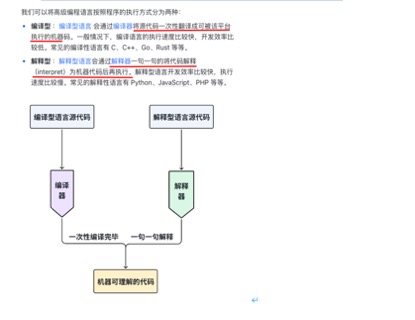 我们可以将高级编程语言按照程序的执行方式分为两种：
• 编译型：编译型语言 会通过编译器将源代码一次性翻译成可被该平台
执行的机器码。一般情况下，编译语言的执行速度比较快，开发效率比
较低。常见的编译性语言有 C、C++、Go、Rust 等等。
• 解释型：解释型语言会通过解释器一句一句的将代码解释
（interpret）为机器代码后再执行。解释型语言开发效率比较快，执行
速度比较慢。常见的解释性语言有 Python、JavaScript、PHP 等等。
编译型语言源代码
解释型语言源代码
编译
器
解释
器
一次性编译完毕
一句一句解释
机器可理解的代码